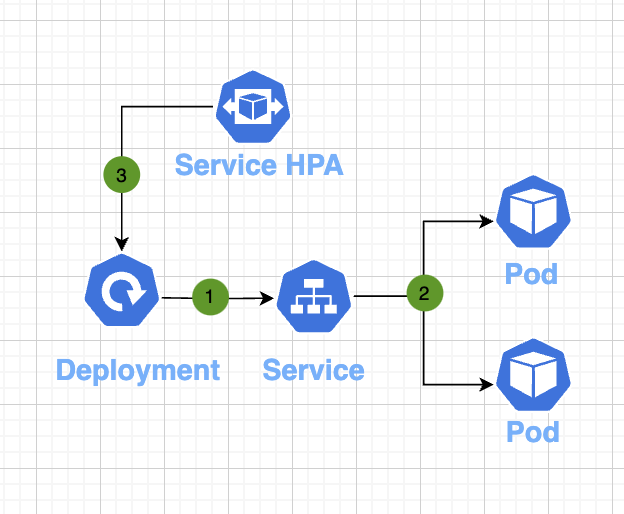 Service HPA
3
Pod
1
2
Deployment
Service
Pod